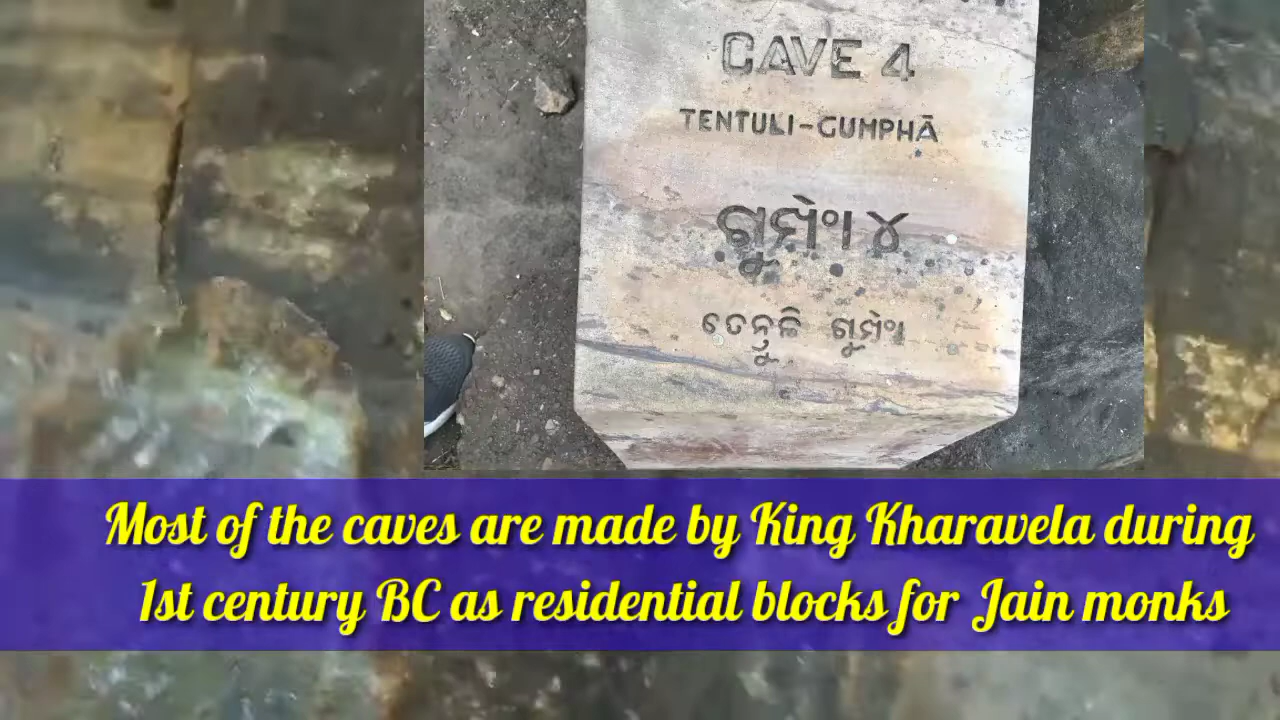 CAVE 4
TENTULI-GUMPHĀ
ଗୁମ୍ଫା ୪
ତେନ୍ତୁଳି ଗୁମ୍ଫା
Most of the caves are made by King Kharavela during
1st century BC as residential blocks for Jain monks